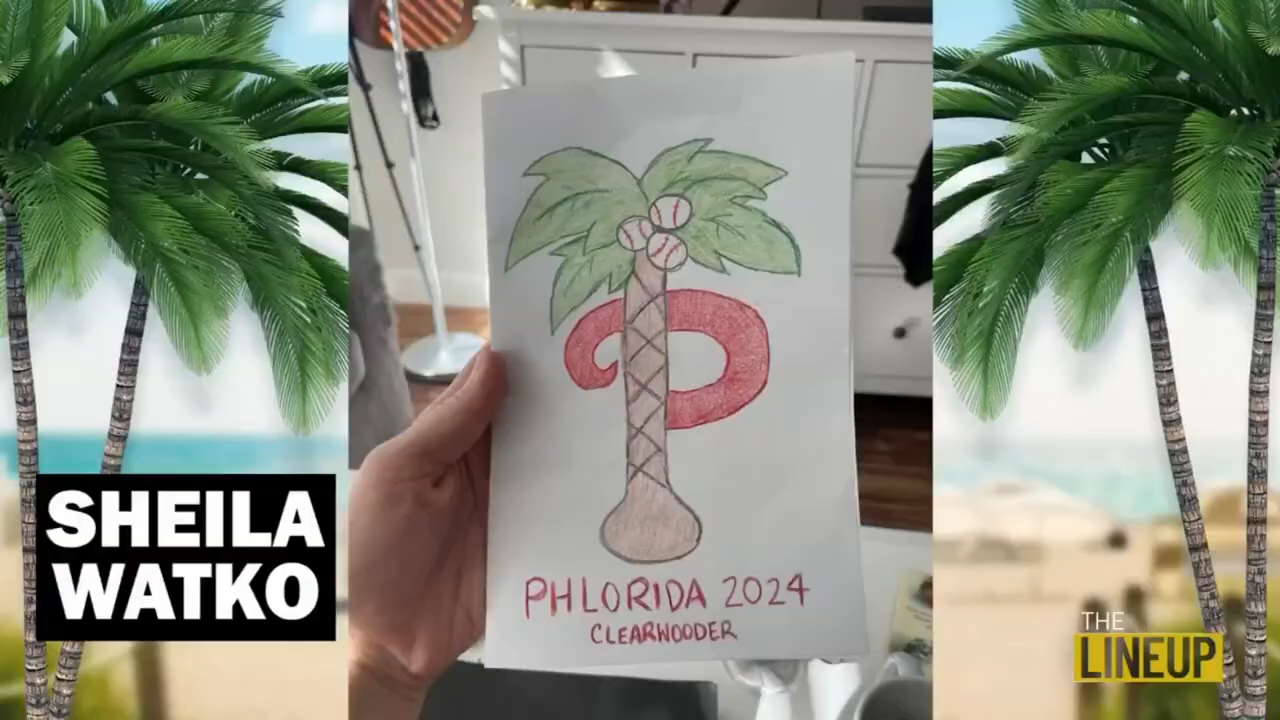 SHEILA
WATKO
PHLORIDA 2024
CLEARWOODER
THE
LINEUP